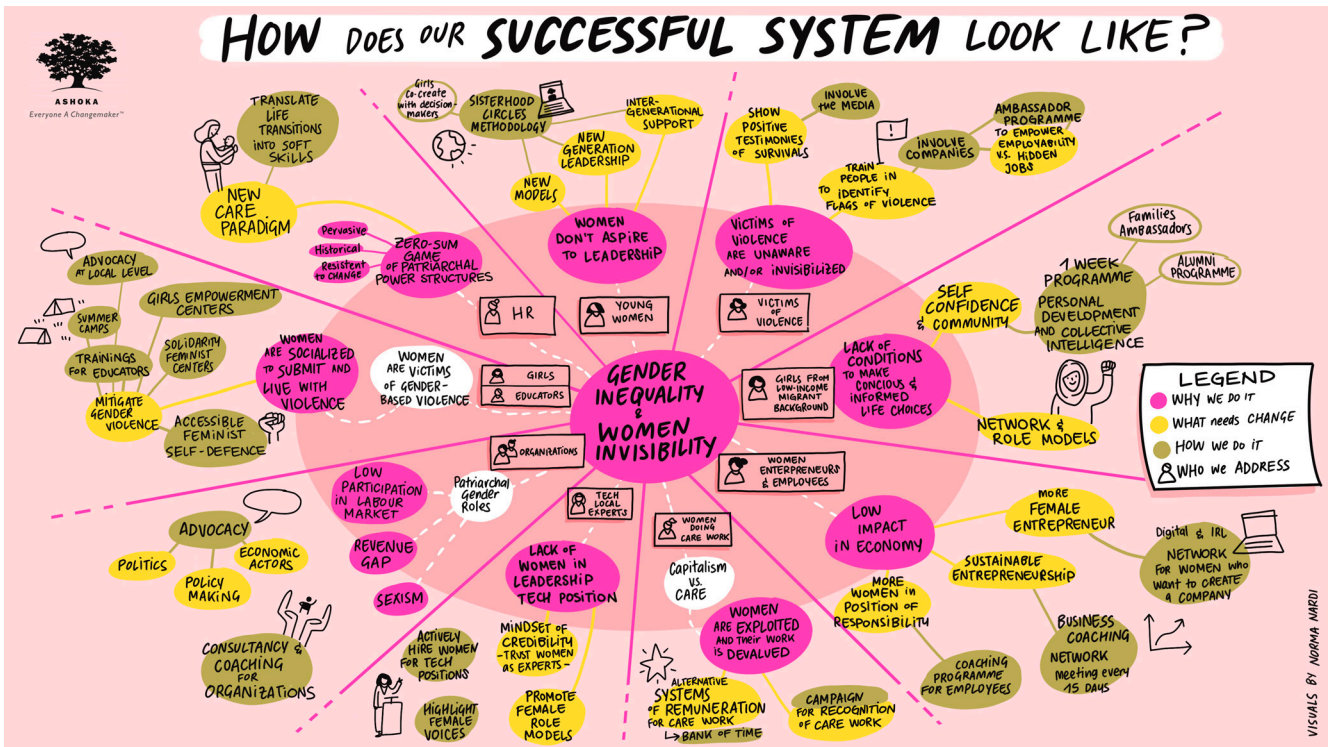 HOW DOES OUR SUCCESSFUL SYSTEM LOOK LIKE?
ASHOKA
Everyone A Changemaker™
TRANSLATE
LIFE
TRANSITIONS
INTO SOFT
SKILLS
NEW
CARE
PARADIGM
Pervasive
Historical
Resistent
to CHANGE
ZERO-SUM
GAME
OF PATRIARCHAL
POWER STRUCTURES
HR
Girls
Co-create
with decision-
makers
SISTERHOOD
CIRCLES
METHODOLOGY
INTER-
GENERATIONAL
SUPPORT
NEW
GENERATION
LEADERSHIP
NEW
MODELS
WOMEN
DON'T ASPIRE
TO LEADERSHIP
YOUNG
WOMEN
SHOW
POSITIVE
TESTIMONIES
OF SURVIVALS
INVOLVE
the MEDIA
TRAIN
PEOPLE IN
TO IDENTIFY
FLAGS OF VIOLENCE
INVOLVE
COMPANIES
AMBASSADOR
PROGRAMME
TO EMPOWER
EMPLOYABILITY
V.S. HIDDEN
JOBS
VICTIMS OF
VIOLENCE
ARE UNAWARE
AND/OR INVISIBILIZED
VICTIMS
OF
VIOLENCE
Families
Ambassadors
ALUMNI
PROGRAMME
1 WEEK
PROGRAMME
PERSONAL
DEVELOPMENT
AND COLLECTIVE
INTELLIGENCE
SELF
CONFIDENCE
& COMMUNITY
LACK OF
CONDITIONS
TO MAKE
CONCIOUS &
INFORMED
LIFE CHOICES
GIRLS FROM
LOW-INCOME
MIGRANT
BACKGROUND
NETWORK &
ROLE MODELS
LEGEND
WHY WE DO IT
WHAT needs CHANGE
HOW WE DO IT
WHO WE ADDRESS
ADVOCACY
AT LOCAL LEVEL
GIRLS EMPOWERMENT
CENTERS
SUMMER
CAMPS
SOLIDARITY
FEMINIST
CENTERS
TRAININGS
FOR EDUCATORS
MITIGATE
GENDER
VIOLENCE
ACCESSIBLE
FEMINIST
SELF-DEFENCE
WOMEN
ARE SOCIALIZED
TO SUBMIT AND
LIVE WITH
VIOLENCE
WOMEN
ARE VICTIMS
OF GENDER-
BASED VIOLENCE
GIRLS
EDUCATORS
GENDER
INEQUALITY
&
WOMEN
INVISIBILITY
ORGANIZATIONS
LOW
PARTICIPATION
IN LABOUR
MARKET
Patriarchal
Gender
Roles
REVENUE
GAP
SEXISM
ADVOCACY
POLITICS
ECONOMIC
ACTORS
POLICY
MAKING
CONSULTANCY &
COACHING
FOR
ORGANIZATIONS
TECH
LOCAL
EXPERTS
LACK OF
WOMEN IN
LEADERSHIP
TECH POSITION
MINDSET OF
CREDIBILITY
-TRUST WOMEN
AS EXPERTS-
ACTIVELY
HIRE WOMEN
FOR TECH
POSITIONS
HIGHLIGHT
FEMALE
VOICES
PROMOTE
FEMALE
ROLE
MODELS
WOMEN
DOING
CARE WORK
Capitalism
VS.
CARE
WOMEN
ARE EXPLOITED
AND their WORK
is DEVALUED
ALTERNATIVE
SYSTEMS
OF REMUNERATION
FOR CARE WORK
↳ BANK OF TIME
CAMPAIGN
FOR RECOGNITION
OF CARE WORK
WOMEN
ENTERPRENEURS
& EMPLOYEES
LOW
IMPACT
IN ECONOMY
MORE
FEMALE
ENTREPRENEUR
Digital & IRL
NETWORK
FOR WOMEN who
want to CREATE
a COMPANY
SUSTAINABLE
ENTREPRENEURSHIP
BUSINESS
COACHING
NETWORK
meeting every
15 DAYS
MORE
WOMEN IN
POSITION OF
RESPONSIBILITY
COACHING
PROGRAMME
FOR EMPLOYEES
VISUALS BY NORMA NARDI